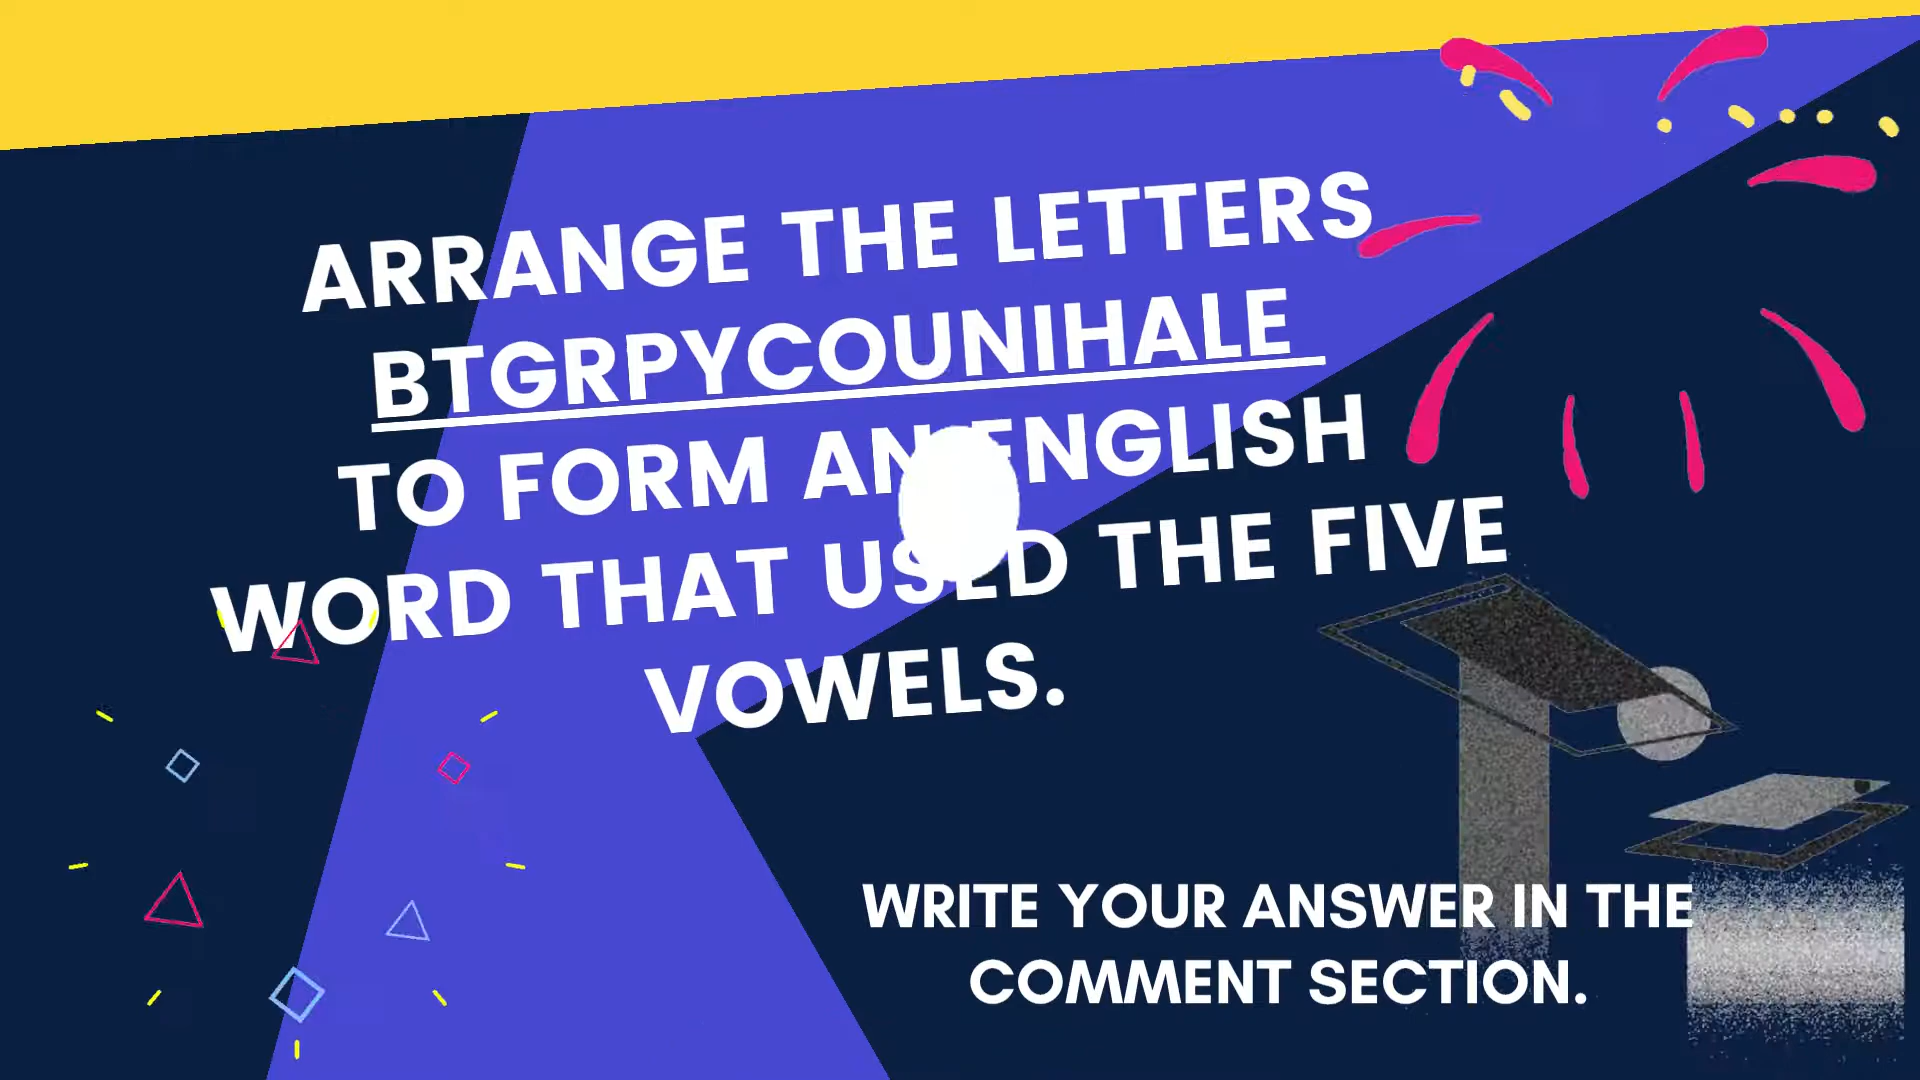 ARRANGE THE LETTERS
BTGRPYCOUNIHALE
TO FORM AN ENGLISH
WORD THAT USED THE FIVE
VOWELS.
WRITE YOUR ANSWER IN THE
COMMENT SECTION.